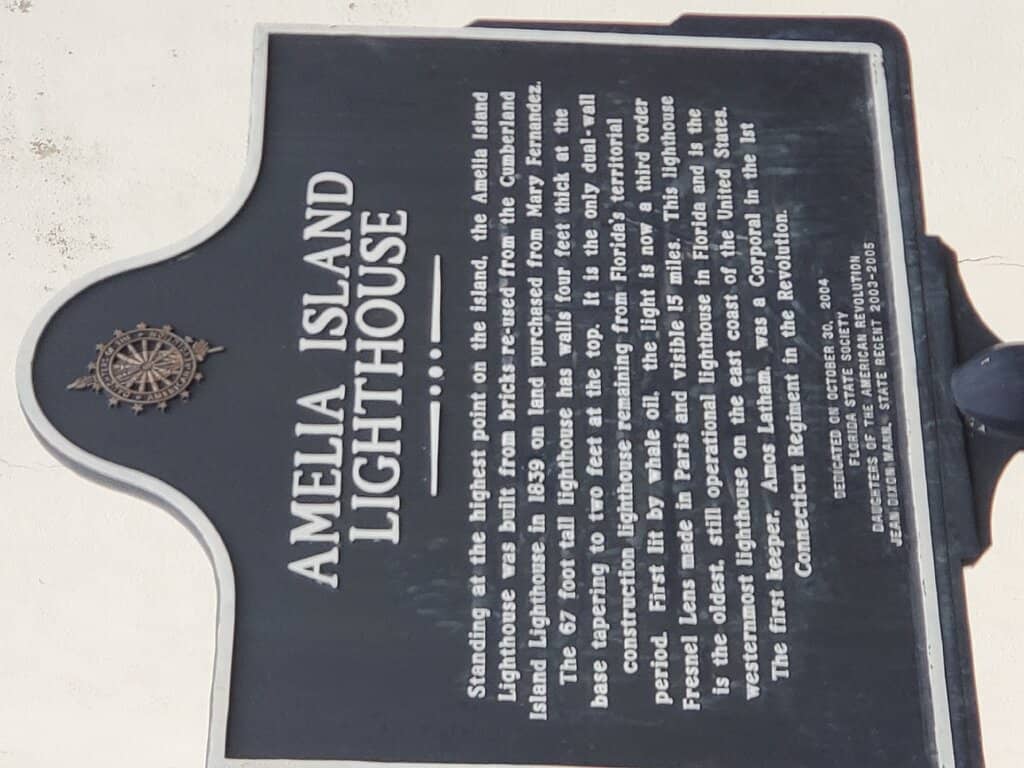 AMELIA ISLAND
LIGHTHOUSE
Standing at the highest point on the island, the Amelia Island
Lighthouse was built from bricks re-used from the Cumberland
Island Lighthouse in 1839 on land purchased from Mary Fernandez.
The 67 foot tall lighthouse has walls four feet thick at the
base tapering to two feet at the top. it is the only dual-wall
construction lighthouse remaining from Florida's territorial
period. First lit by whale oil, the light is now a third order
Fresnel Lens made in Paris and visible 15 miles. This lighthouse
is the oldest, still operational lighthouse in Florida and is the
westernmost lighthouse on the east coast of the United States.
The first keeper, Amos Latham, was a Corporal in the 1st
Connecticut Regiment in the Revolution.
DEDICATED ON OCTOBER 30, 2004
FLORIDA STATE SOCIETY
DAUGHTERS OF THE AMERICAN REVOLUTION
JEAN DIXON MANN, STATE REGENT 2003-2005